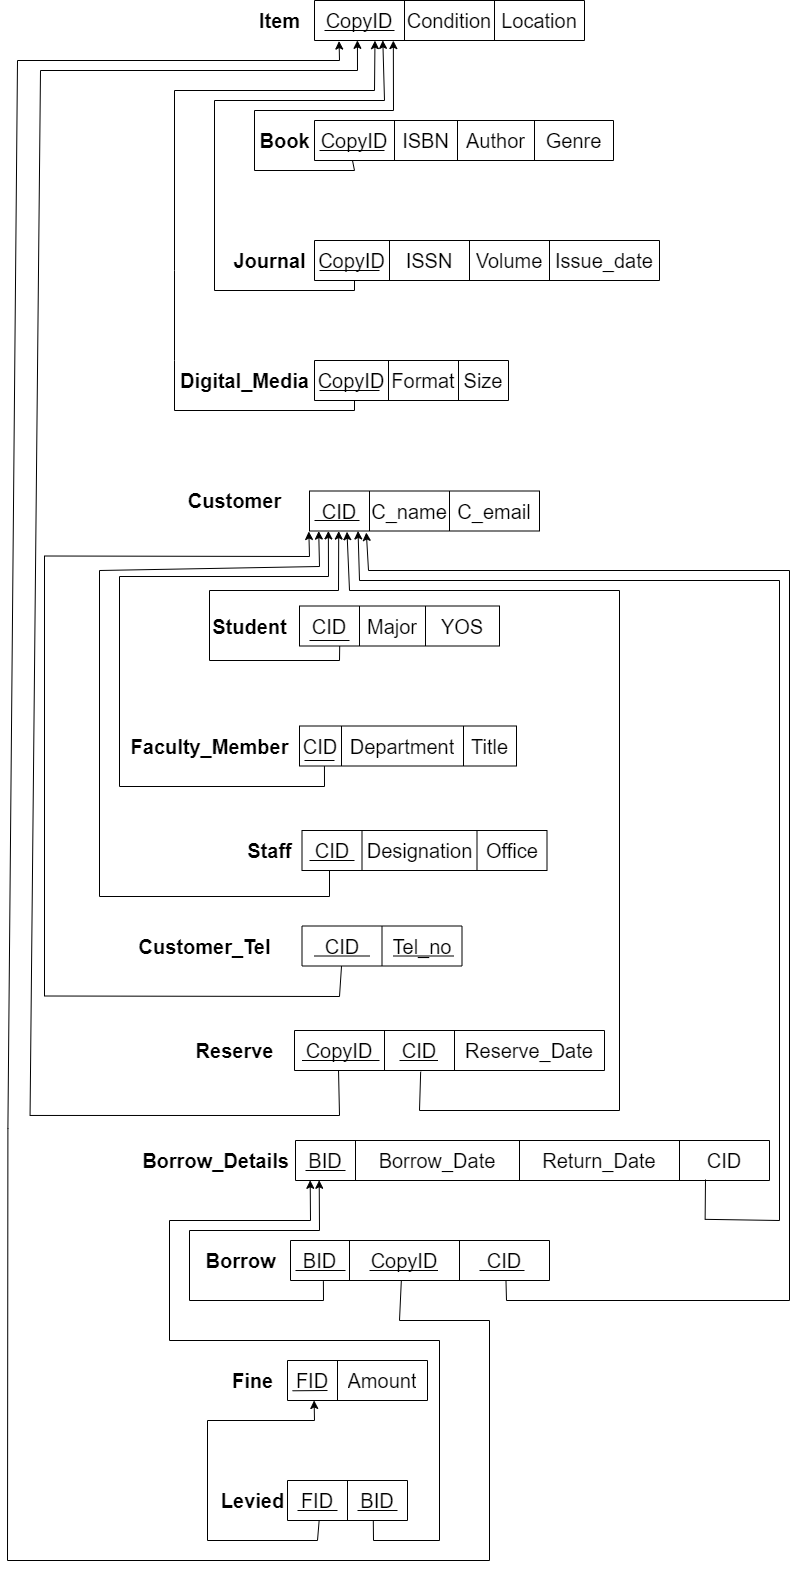 Item CopyID Condition Location
Book CopyID ISBN Author Genre
Journal CopyID ISSN Volume Issue_date
Digital_Media CopyID Format Size
Customer CID C_name C_email
Student CID Major YOS
Faculty_Member CID Department Title
Staff CID Designation Office
Customer_Tel CID Tel_no
Reserve CopyID CID Reserve_Date
Borrow_Details BID Borrow_Date Return_Date CID
Borrow BID CopyID CID
Fine FID Amount
Levied FID BID